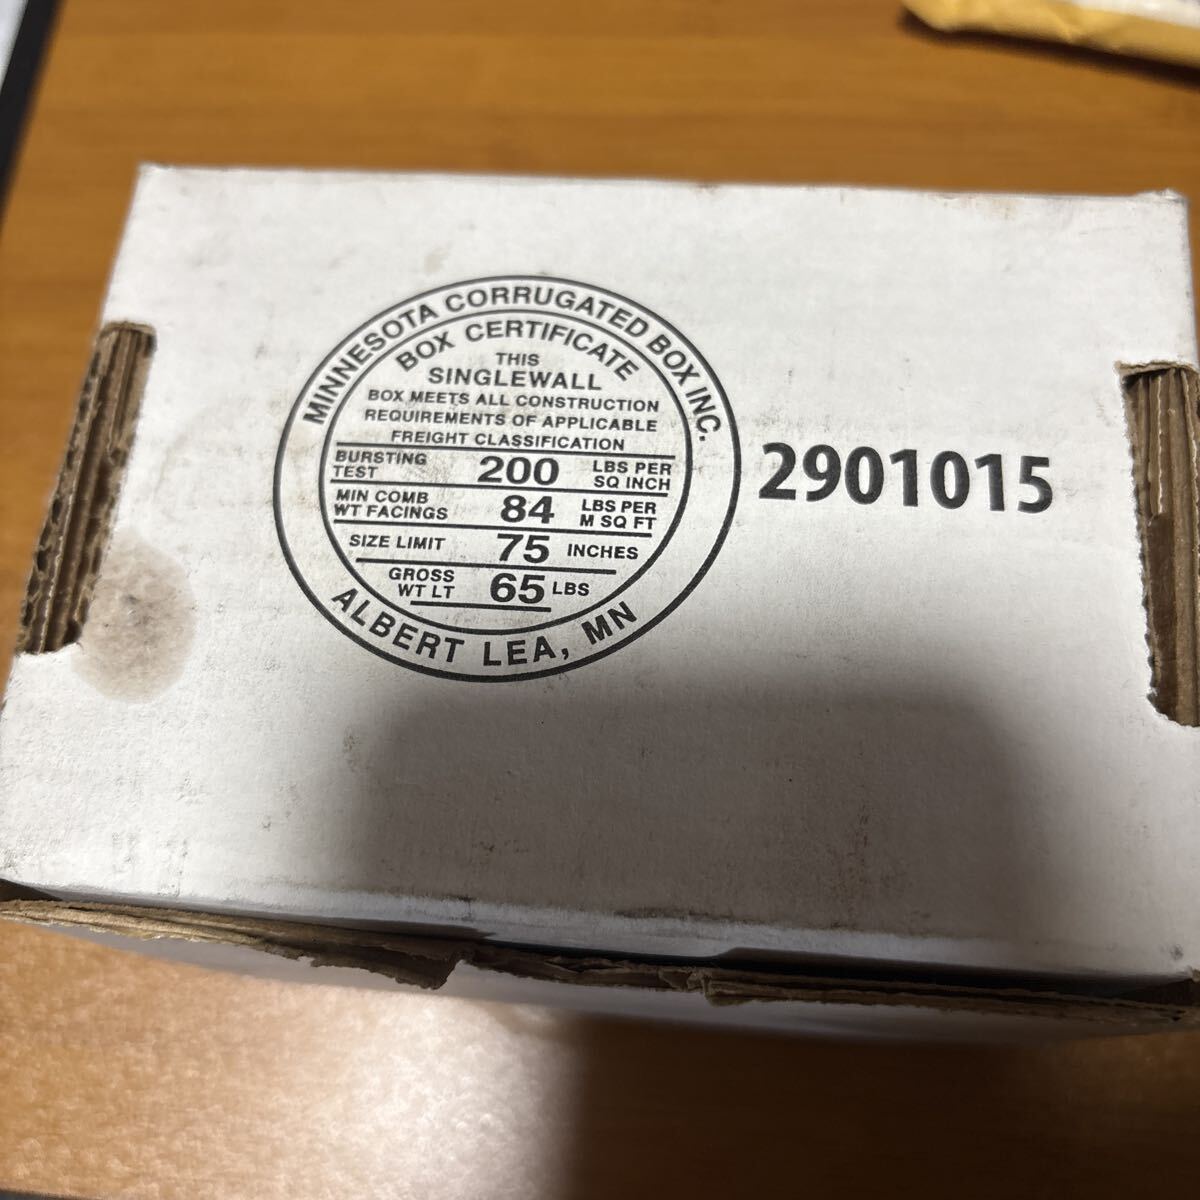 MINNESOTA CORRUGATED BOX INC.
BOX CERTIFICATE
THIS
SINGLEWALL
BOX MEETS ALL CONSTRUCTION
REQUIREMENTS OF APPLICABLE
FREIGHT CLASSIFICATION
BURSTING TEST 200 LBS PER SQ INCH
MIN COMB WT FACINGS 84 LBS PER M SQ FT
SIZE LIMIT 75 INCHES
GROSS WT LT 65 LBS
ALBERT LEA, MN
2901015